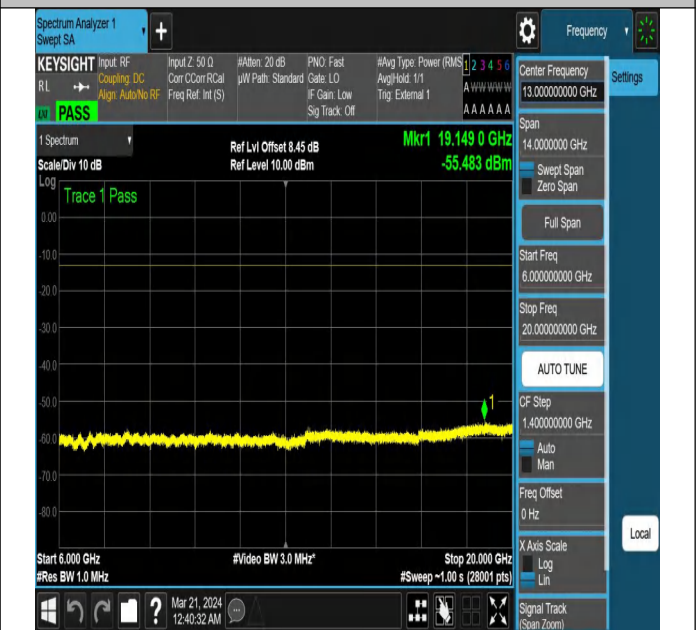 Spectrum Analyzer 1
Swept SA
+
Frequency
KEYSIGHT
Input: RF
Coupling: DC
Align: Auto/No RF
Input Z: 50 Ω
Corr CCorr RCal
Freq Ref: Int (S)
#Atten: 20 dB
µW Path: Standard
PNO: Fast
Gate: LO
IF Gain: Low
Sig Track: Off
#Avg Type: Power (RMS
Avg|Hold: 1/1
Trig: External 1
1 2 3 4 5 6
A W W W W W
A A A A A A
RL
PASS
1 Spectrum
Scale/Div 10 dB
Ref Lvl Offset 8.45 dB
Ref Level 10.00 dBm
Mkr1 19.149 0 GHz
-55.483 dBm
Log
Trace 1 Pass
0.00
-10.0
-20.0
-30.0
-40.0
-50.0
-60.0
-70.0
-80.0
1
Start 6.000 GHz
#Res BW 1.0 MHz
#Video BW 3.0 MHz*
Stop 20.000 GHz
#Sweep ~1.00 s (28001 pts)
?
Mar 21, 2024
12:40:32 AM
Center Frequency
13.000000000 GHz
Settings
Span
14.0000000 GHz
Swept Span
Zero Span
Full Span
Start Freq
6.000000000 GHz
Stop Freq
20.000000000 GHz
AUTO TUNE
CF Step
1.400000000 GHz
Auto
Man
Freq Offset
0 Hz
X Axis Scale
Log
Lin
Local
Signal Track
(Span Zoom)